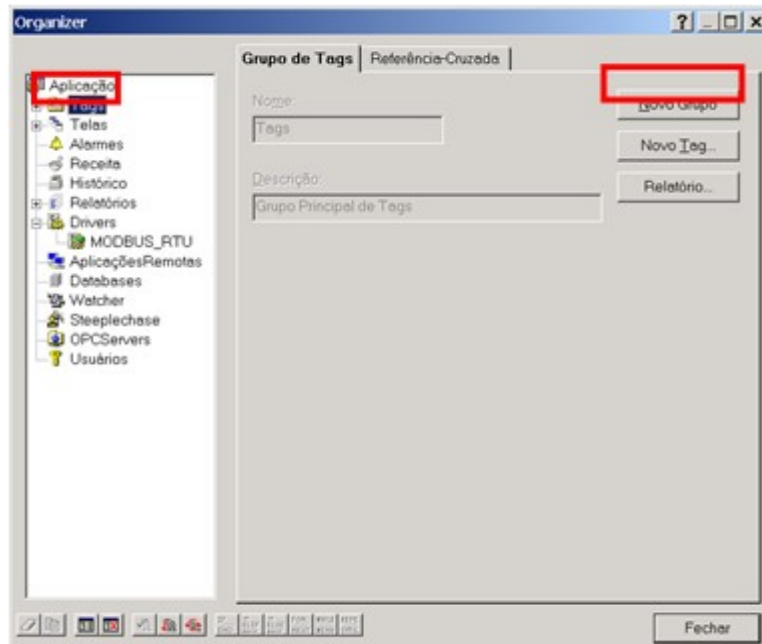 Organizer
Aplicação
Tags
Telas
Alarmes
Receita
Histórico
Relatórios
Drivers
MODBUS_RTU
AplicaçõesRemotas
Databases
Watcher
Steeplechase
OPCServers
Usuários
Grupo de Tags Referência-Cruzada
Nome:
Tags
Descrição:
Grupo Principal de Tags
Novo Grupo
Novo Tag...
Relatório...
Fechar